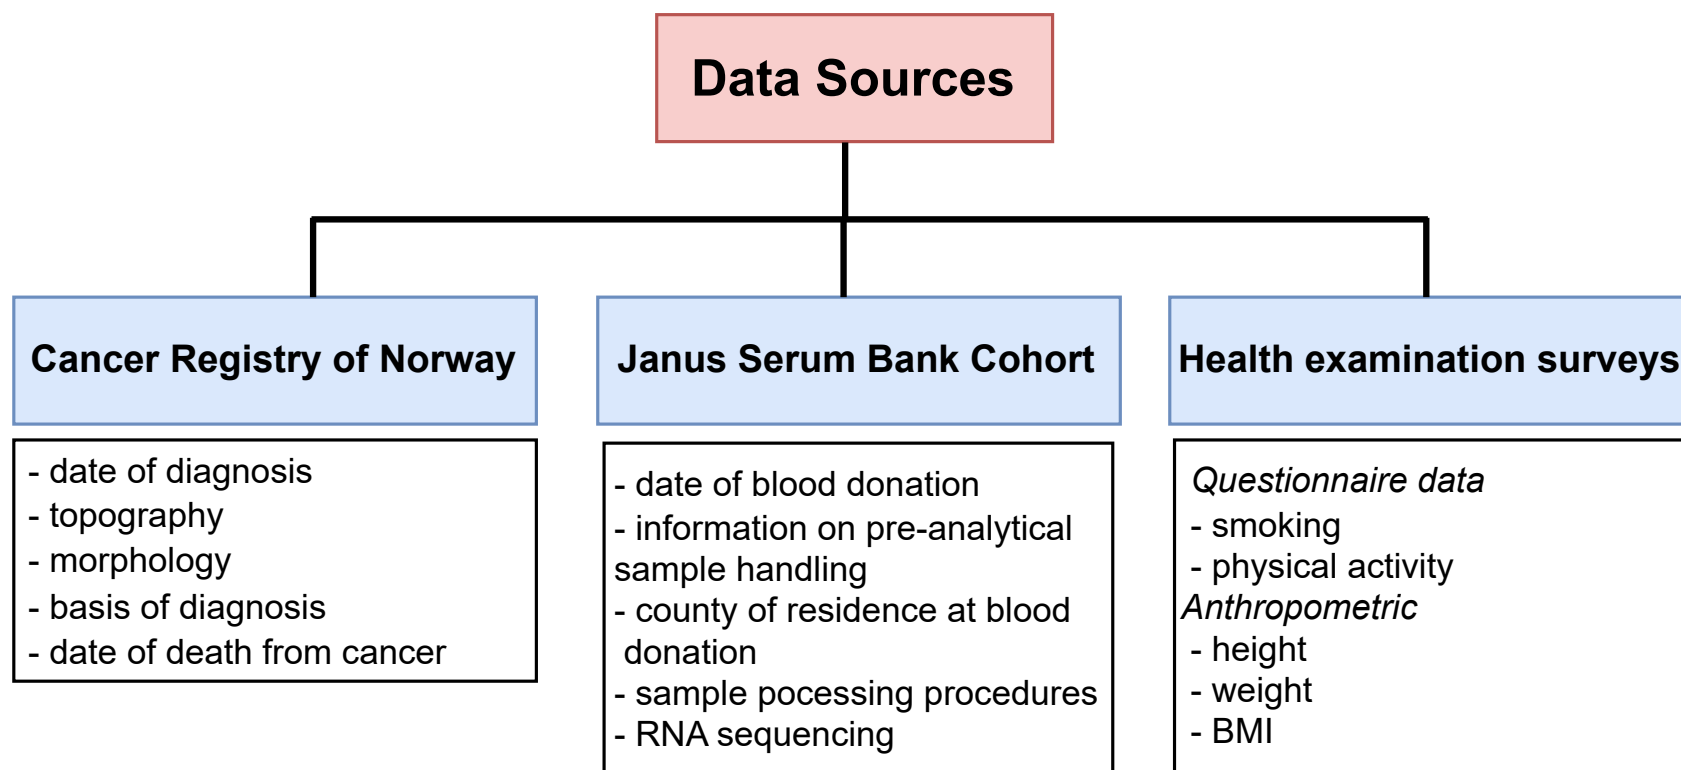 Data Sources
Cancer Registry of Norway
- date of diagnosis
- topography
- morphology
- basis of diagnosis
- date of death from cancer
Janus Serum Bank Cohort
- date of blood donation
- information on pre-analytical
sample handling
- county of residence at blood
donation
- sample pocessing procedures
- RNA sequencing
Health examination surveys
Questionnaire data
- smoking
- physical activity
Anthropometric
- height
- weight
- BMI